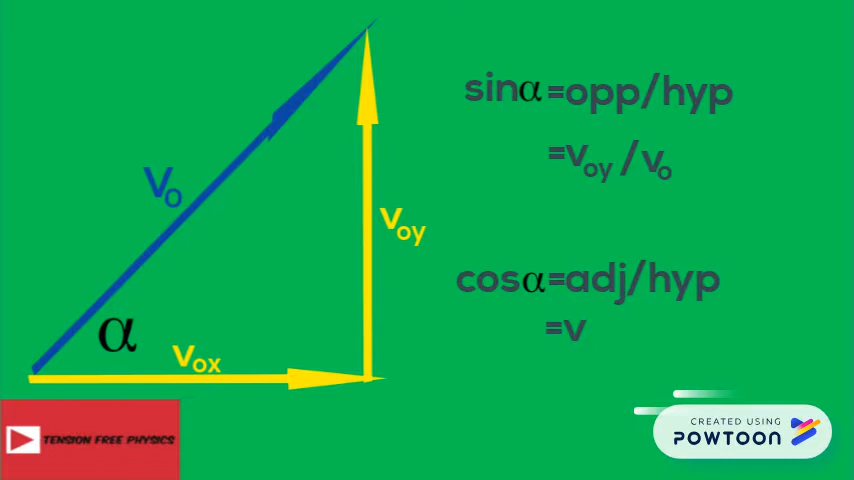 sinα=opp/hyp
=voy/vo
vo
voy
cosα=adj/hyp
=v
α
vox
TENSION FREE PHYSICS
CREATED USING
POWTOON